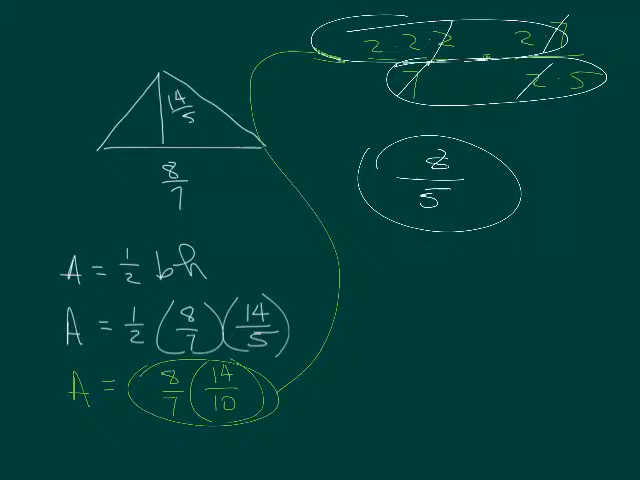 14/5
8/7
A = 1/2 bh
A = 1/2 (8/7)(14/5)
A = 8/7 (14/10)
2·2·2 2·7
7 2·5
8/5